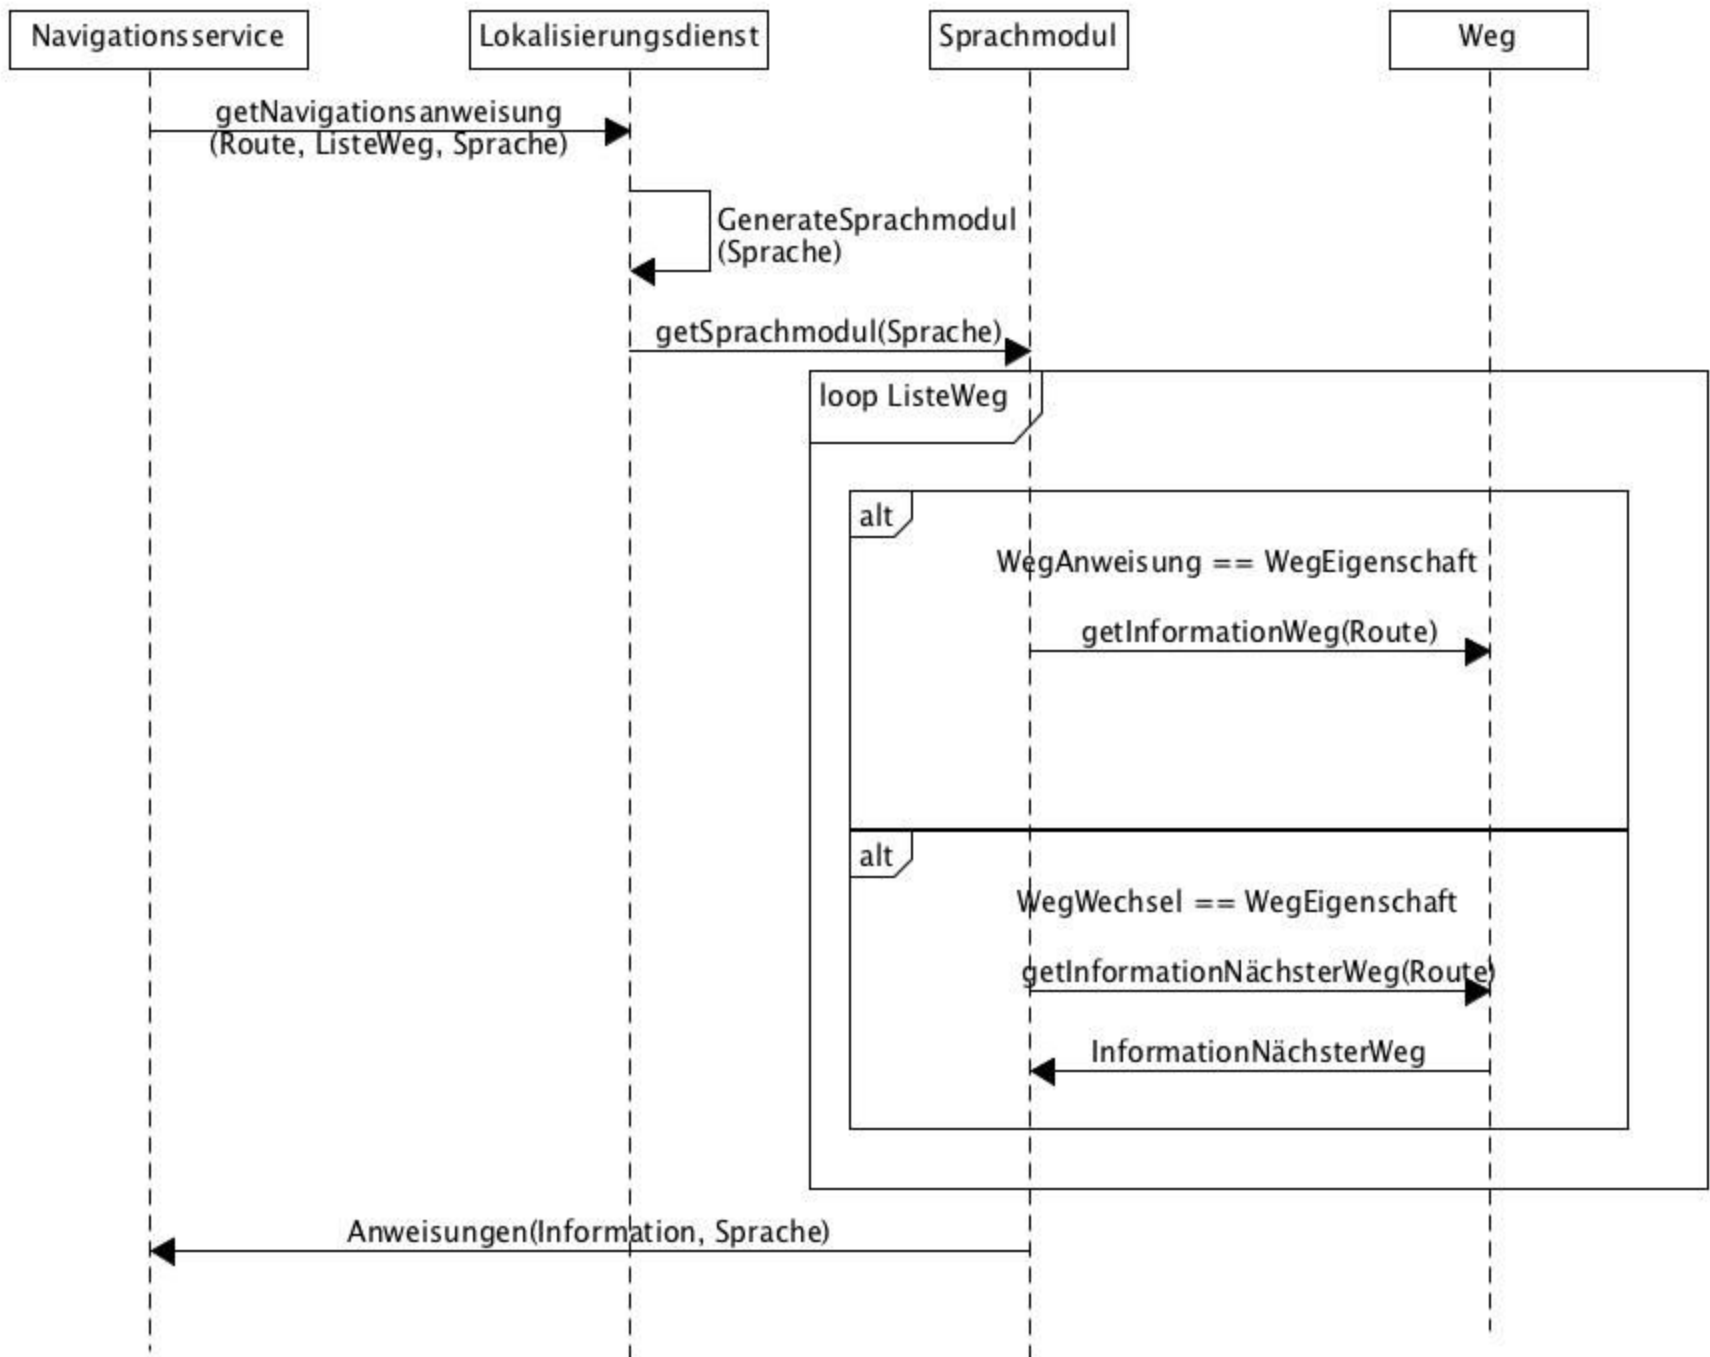 Navigationsservice
Lokalisierungsdienst
Sprachmodul
Weg
getNavigationsanweisung
(Route, ListeWeg, Sprache)
GenerateSprachmodul
(Sprache)
getSprachmodul(Sprache)
loop ListeWeg
alt
WegAnweisung == WegEigenschaft
getInformationWeg(Route)
alt
WegWechsel == WegEigenschaft
getInformationNächsterWeg(Route)
InformationNächsterWeg
Anweisungen(Information, Sprache)